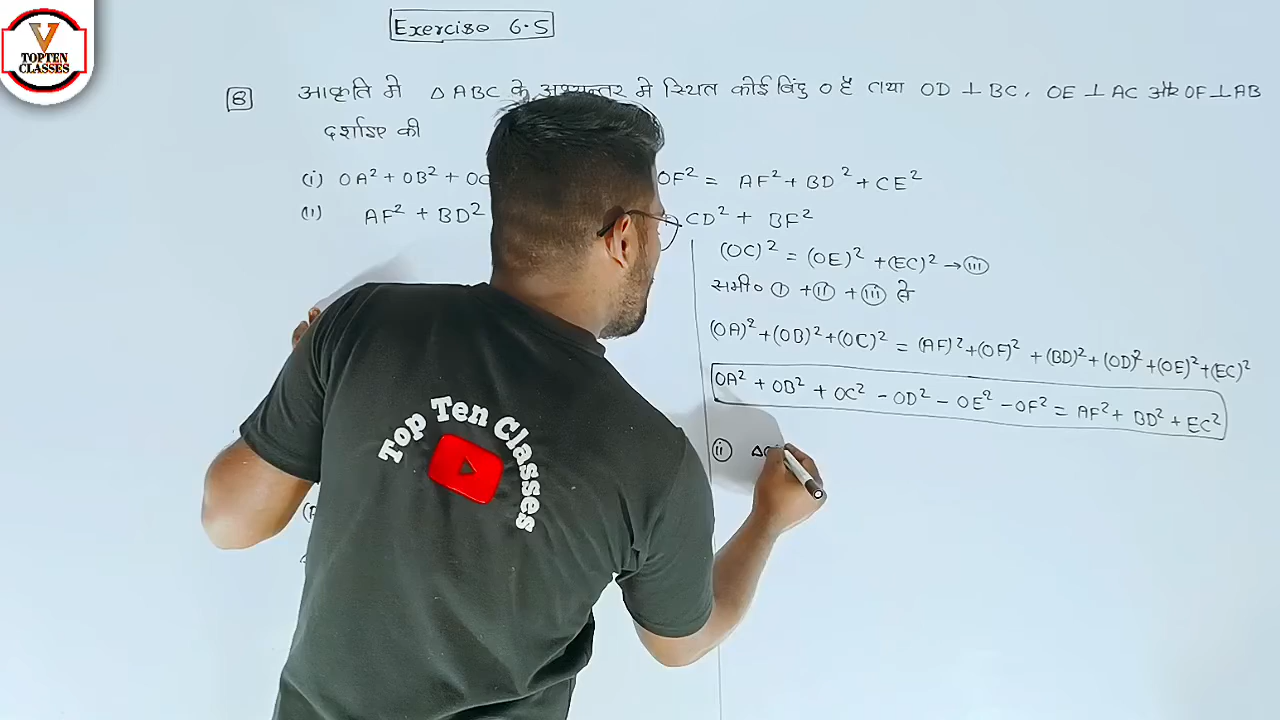 V
TOPTEN
CLASSES
Exercise 6.5
8 आकृति में △ABC के अभ्यन्तर में स्थित कोई बिंदु O है तथा OD ⊥ BC, OE ⊥ AC और OF ⊥ AB
दर्शाइए की
(i) OA² + OB² + OC OF² = AF² + BD² + CE²
(ii) AF² + BD² CD² + BF²
(OC)² = (OE)² + (EC)² → (iii)
समी० (i) + (ii) + (iii) से
(OA)² + (OB)² + (OC)² = (AF)² + (OF)² + (BD)² + (OD)² + (OE)² + (EC)²
OA² + OB² + OC² − OD² − OE² − OF² = AF² + BD² + EC²
(ii) △
Top Ten Classes